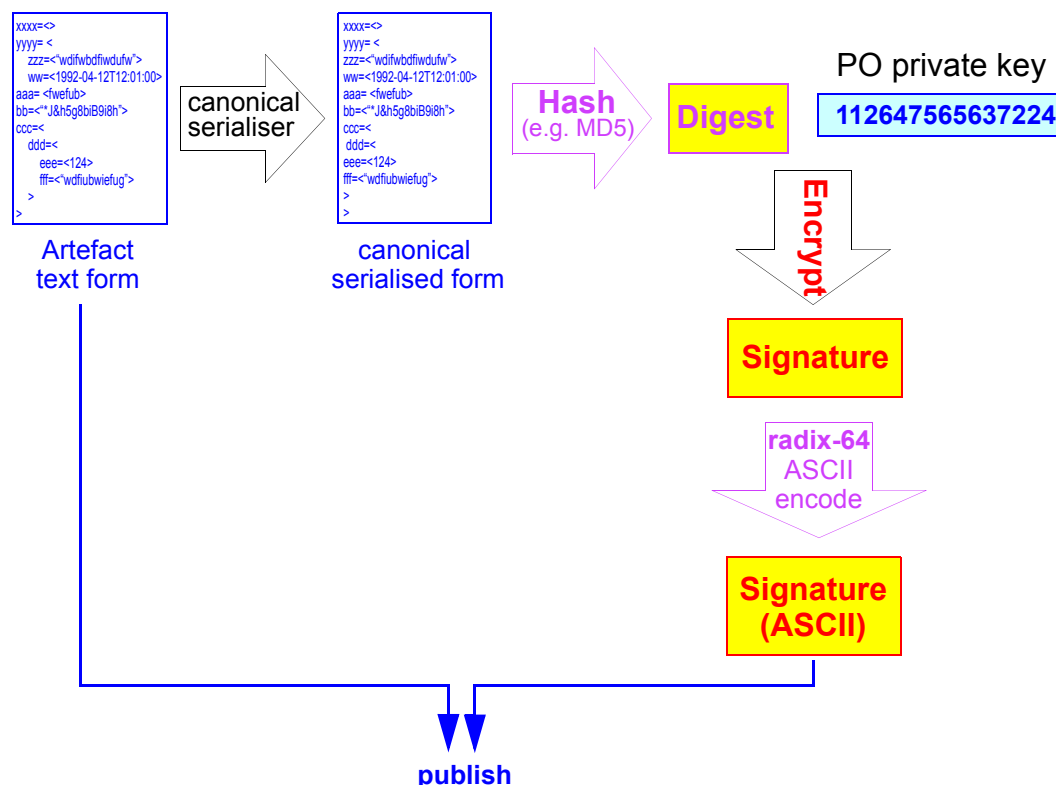 xxxx=<>
yyyy= <
zzz=<“wdifwbdfiwdufw”>
ww=<1992-04-12T12:01:00>
aaa= <fwefub>
bb=<“*J&h5g8biB9i8h”>
ccc=<
ddd=<
eee=<124>
fff=<“wdfiubwiefug”>
>
>
Artefact
text form
canonical
serialiser
xxxx=<>
yyyy= <
zzz=<“wdifwbdfiwdufw”>
ww=<1992-04-12T12:01:00>
aaa= <fwefub>
bb=<“*J&h5g8biB9i8h”>
ccc=<
ddd=<
eee=<124>
fff=<“wdfiubwiefug”>
>
>
canonical
serialised form
Hash
(e.g. MD5)
Digest
PO private key
112647565637224
Encrypt
Signature
radix-64
ASCII
encode
Signature
(ASCII)
publish